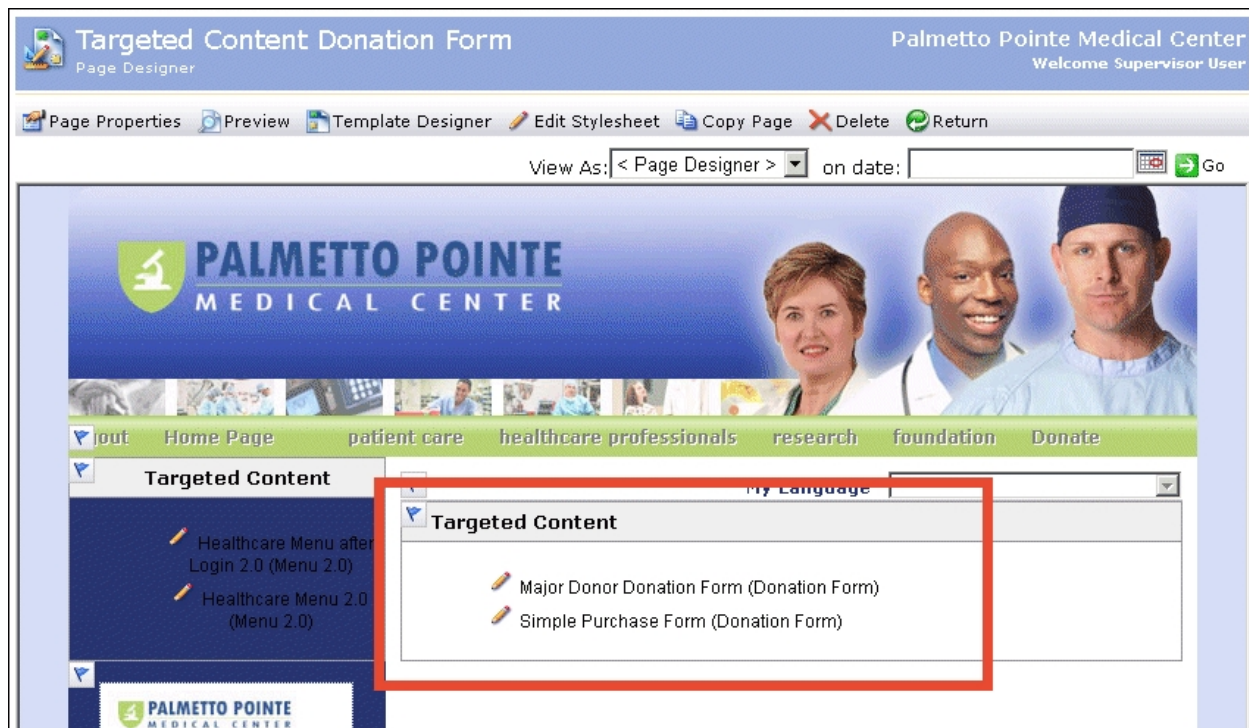 Targeted Content Donation Form
Page Designer
Palmetto Pointe Medical Center
Welcome Supervisor User
Page Properties Preview Template Designer Edit Stylesheet Copy Page Delete Return
View As: < Page Designer > on date: Go
PALMETTO POINTE
MEDICAL CENTER
out Home Page patient care healthcare professionals research foundation Donate
Targeted Content
My Language
Healthcare Menu after
Login 2.0 (Menu 2.0)
Healthcare Menu 2.0
(Menu 2.0)
Targeted Content
Major Donor Donation Form (Donation Form)
Simple Purchase Form (Donation Form)
PALMETTO POINTE
MEDICAL CENTER